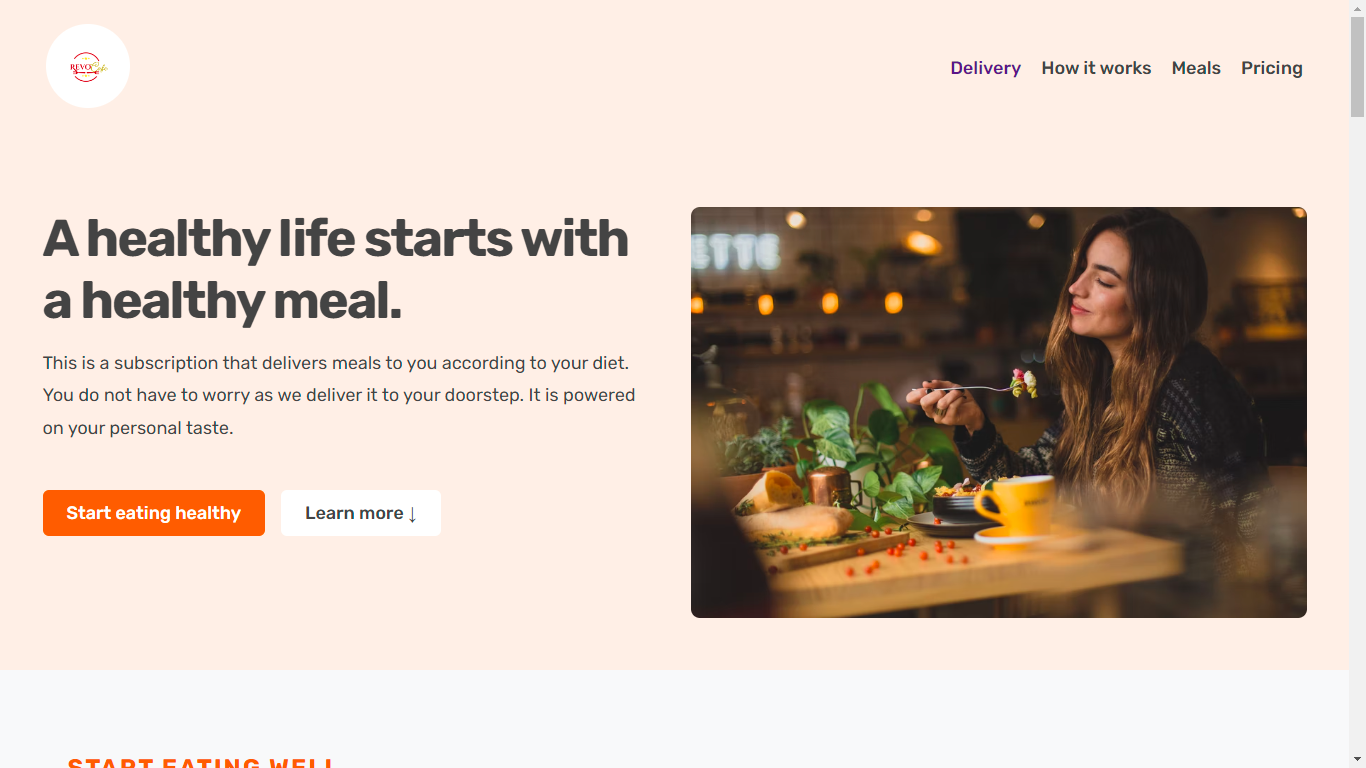 REVO
Delivery How it works Meals Pricing
A healthy life starts with
a healthy meal.
ETTE
This is a subscription that delivers meals to you according to your diet.
You do not have to worry as we deliver it to your doorstep. It is powered
on your personal taste.
Start eating healthy Learn more ↓
START EATING WELL